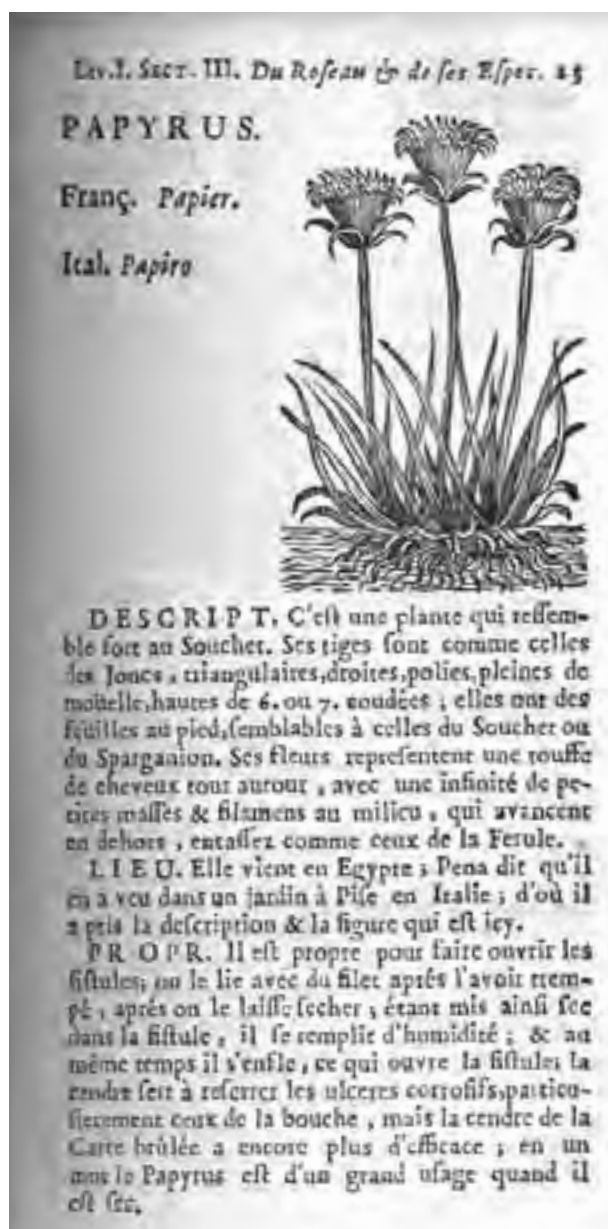 Liv.I. Sect. III. Du Roſeau & de ſes Eſpec. 25
PAPYRUS.
Franç. Papier.
Ital. Papiro
DESCRIPT. C'eſt une plante qui reſſem-
ble fort au Souchet. Ses tiges ſont comme celles
des Joncs, triangulaires, droites, polies, pleines de
moüelle, hautes de 6. ou 7. coudées ; elles ont des
feüilles au pied, ſemblables à celles du Souchet ou
du Sparganion. Ses fleurs repreſentent une touffe
de cheveux tout autour, avec une infinité de pe-
tites maſſes & filamens au milieu, qui avancent
en dehors, entaſſez comme ceux de la Ferule.
LIEU. Elle vient en Egypte ; Pena dit qu'il
en a veu dans un jardin à Piſe en Italie ; d'où il
a pris la deſcription & la figure qui eſt icy.
PROPR. Il eſt propre pour faire ouvrir les
fiſtules; on le lie avec du filet aprés l'avoir trem-
pé, aprés on le laiſſe ſecher ; étant mis ainſi ſec
dans la fiſtule, il ſe remplit d'humidité ; & au
même temps il s'enfle, ce qui ouvre la fiſtule; la
cendre ſert à reſerrer les ulceres corroſifs, particu-
lierement ceux de la bouche, mais la cendre de la
Carte brûlée a encore plus d'efficace ; en un
mot le Papyrus eſt d'un grand uſage quand il
eſt ſec.